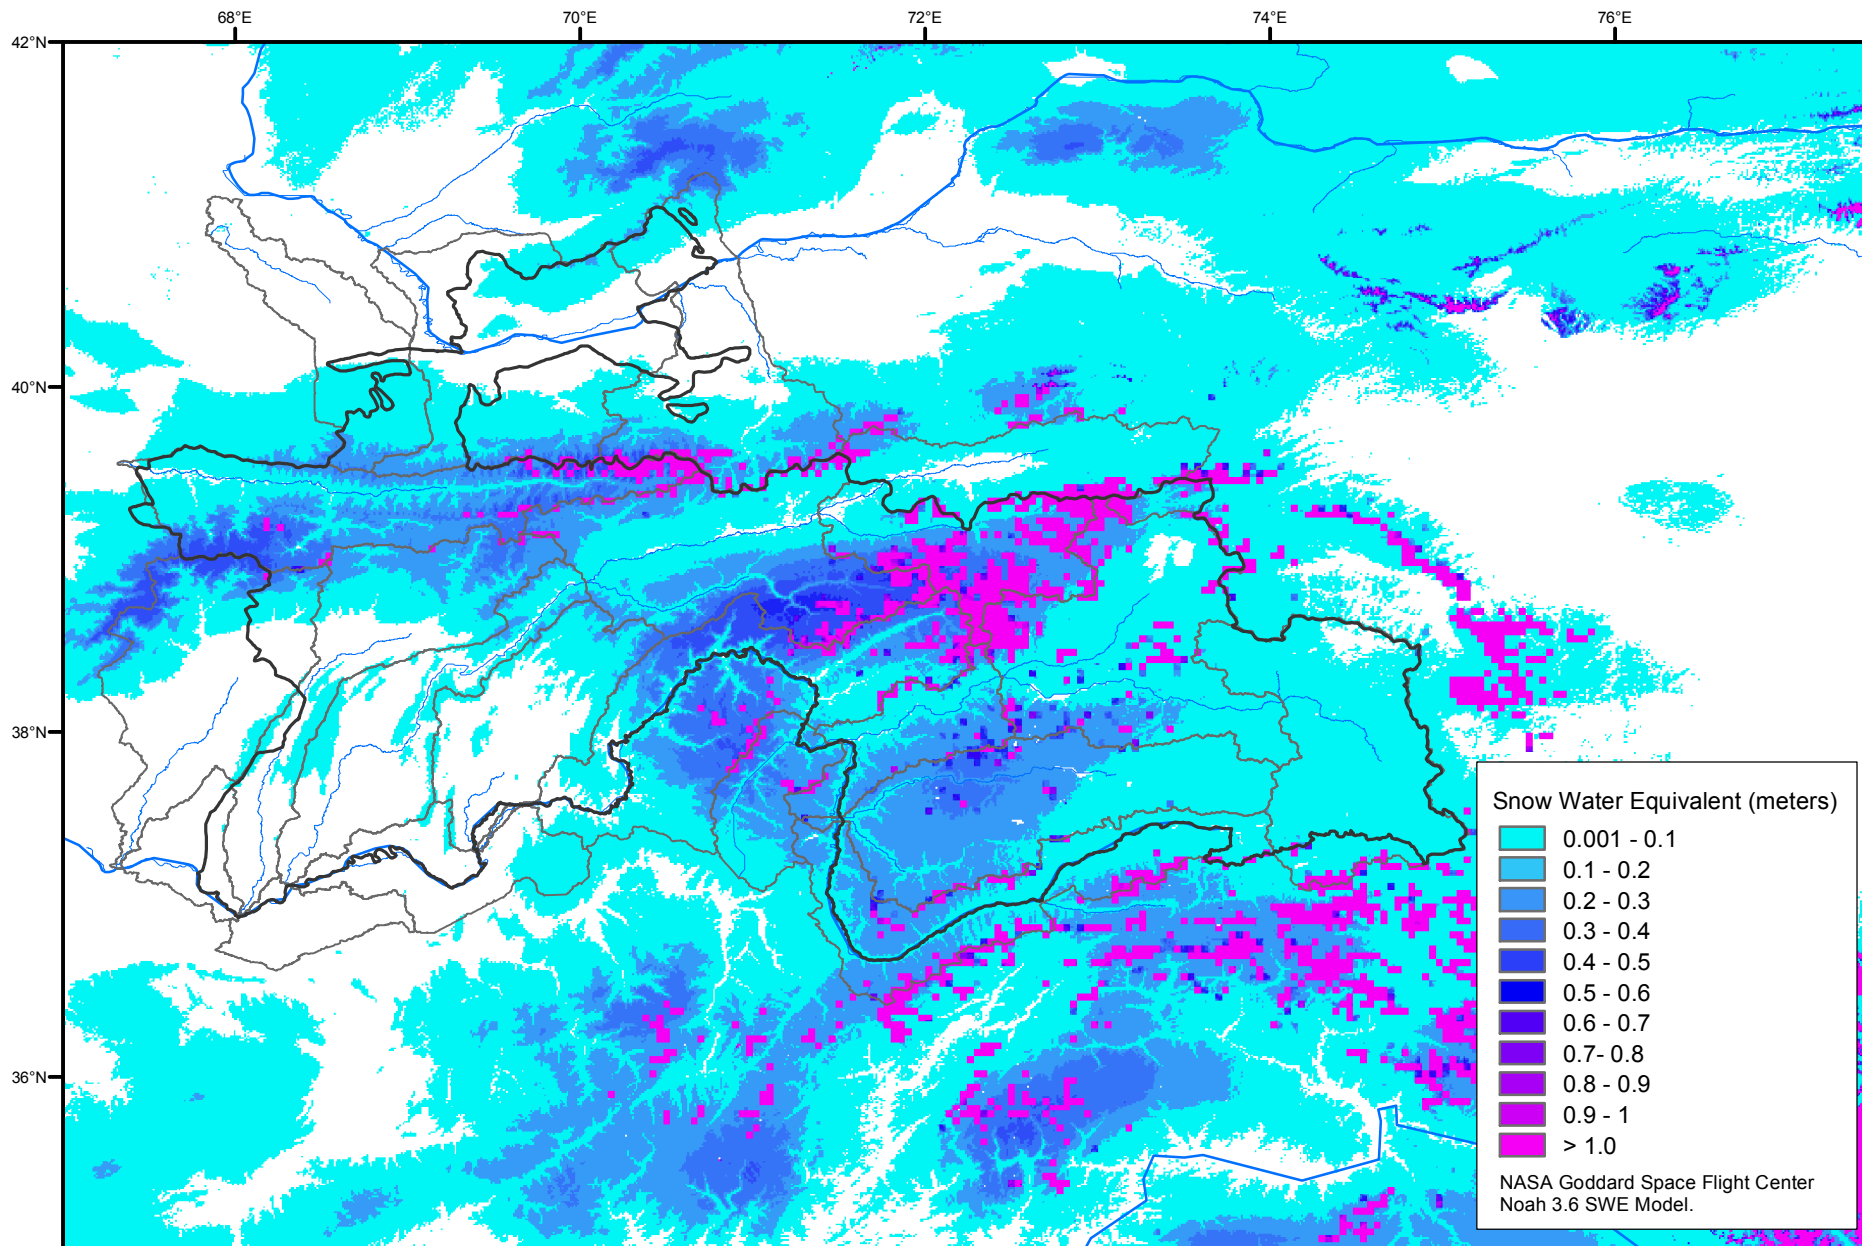 68°E 70°E 72°E 74°E 76°E
42°N
40°N
38°N
36°N
Snow Water Equivalent (meters)
0.001 - 0.1
0.1 - 0.2
0.2 - 0.3
0.3 - 0.4
0.4 - 0.5
0.5 - 0.6
0.6 - 0.7
0.7- 0.8
0.8 - 0.9
0.9 - 1
> 1.0
NASA Goddard Space Flight Center
Noah 3.6 SWE Model.